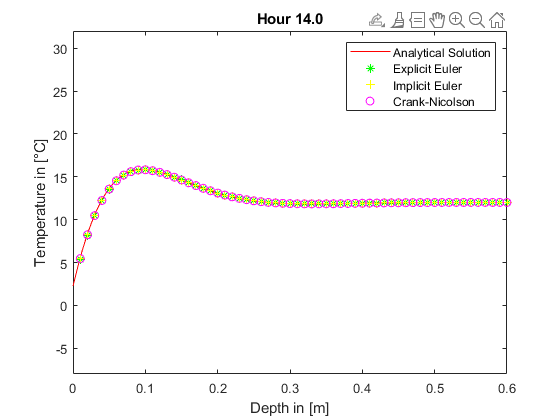 Hour 14.0
Analytical Solution
Explicit Euler
Implicit Euler
Crank-Nicolson
30
25
20
15
10
5
0
-5
Temperature in [°C]
0
0.1
0.2
0.3
0.4
0.5
0.6
Depth in [m]